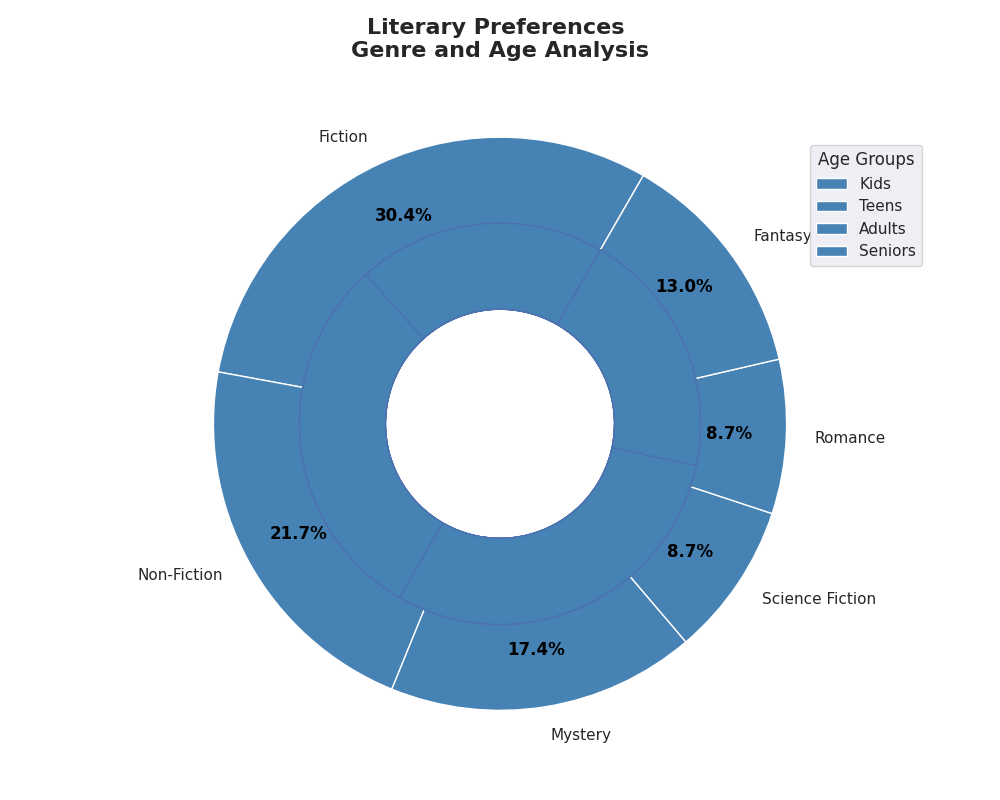 Literary Preferences
Genre and Age Analysis
Fiction
Age Groups
Kids
Teens
Adults
Seniors
30.4%
Fantasy
13.0%
8.7%
Romance
21.7%
8.7%
Non-Fiction
Science Fiction
17.4%
Mystery